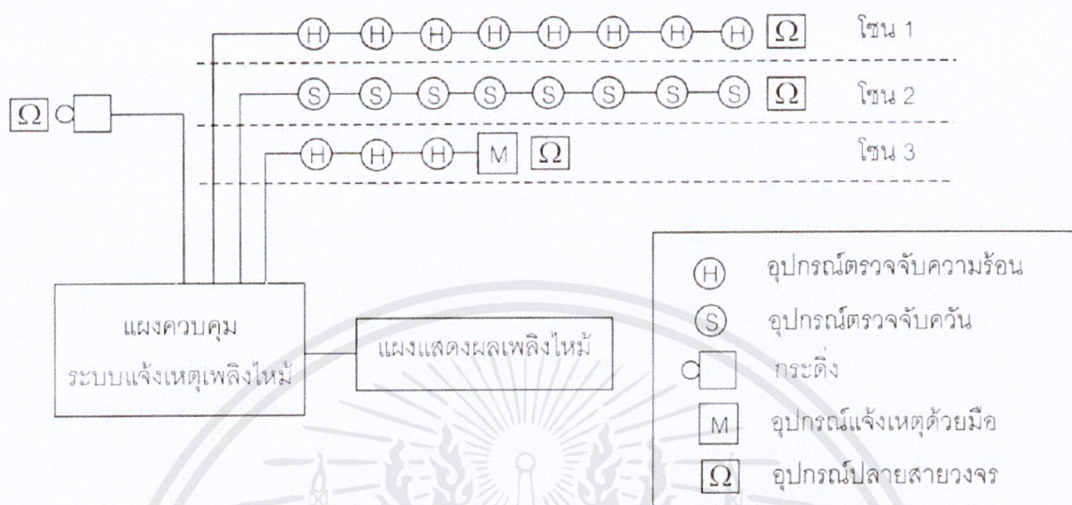 H H H H H H H H Ω โซน 1
S S S S S S S S Ω โซน 2
Ω
H H H M Ω โซน 3
แผงควบคุม
ระบบแจ้งเหตุเพลิงไหม้
แผงแสดงผลเพลิงไหม้
H อุปกรณ์ตรวจจับความร้อน
S อุปกรณ์ตรวจจับควัน
กระดิ่ง
M อุปกรณ์แจ้งเหตุด้วยมือ
Ω อุปกรณ์ปลายสายวงจร